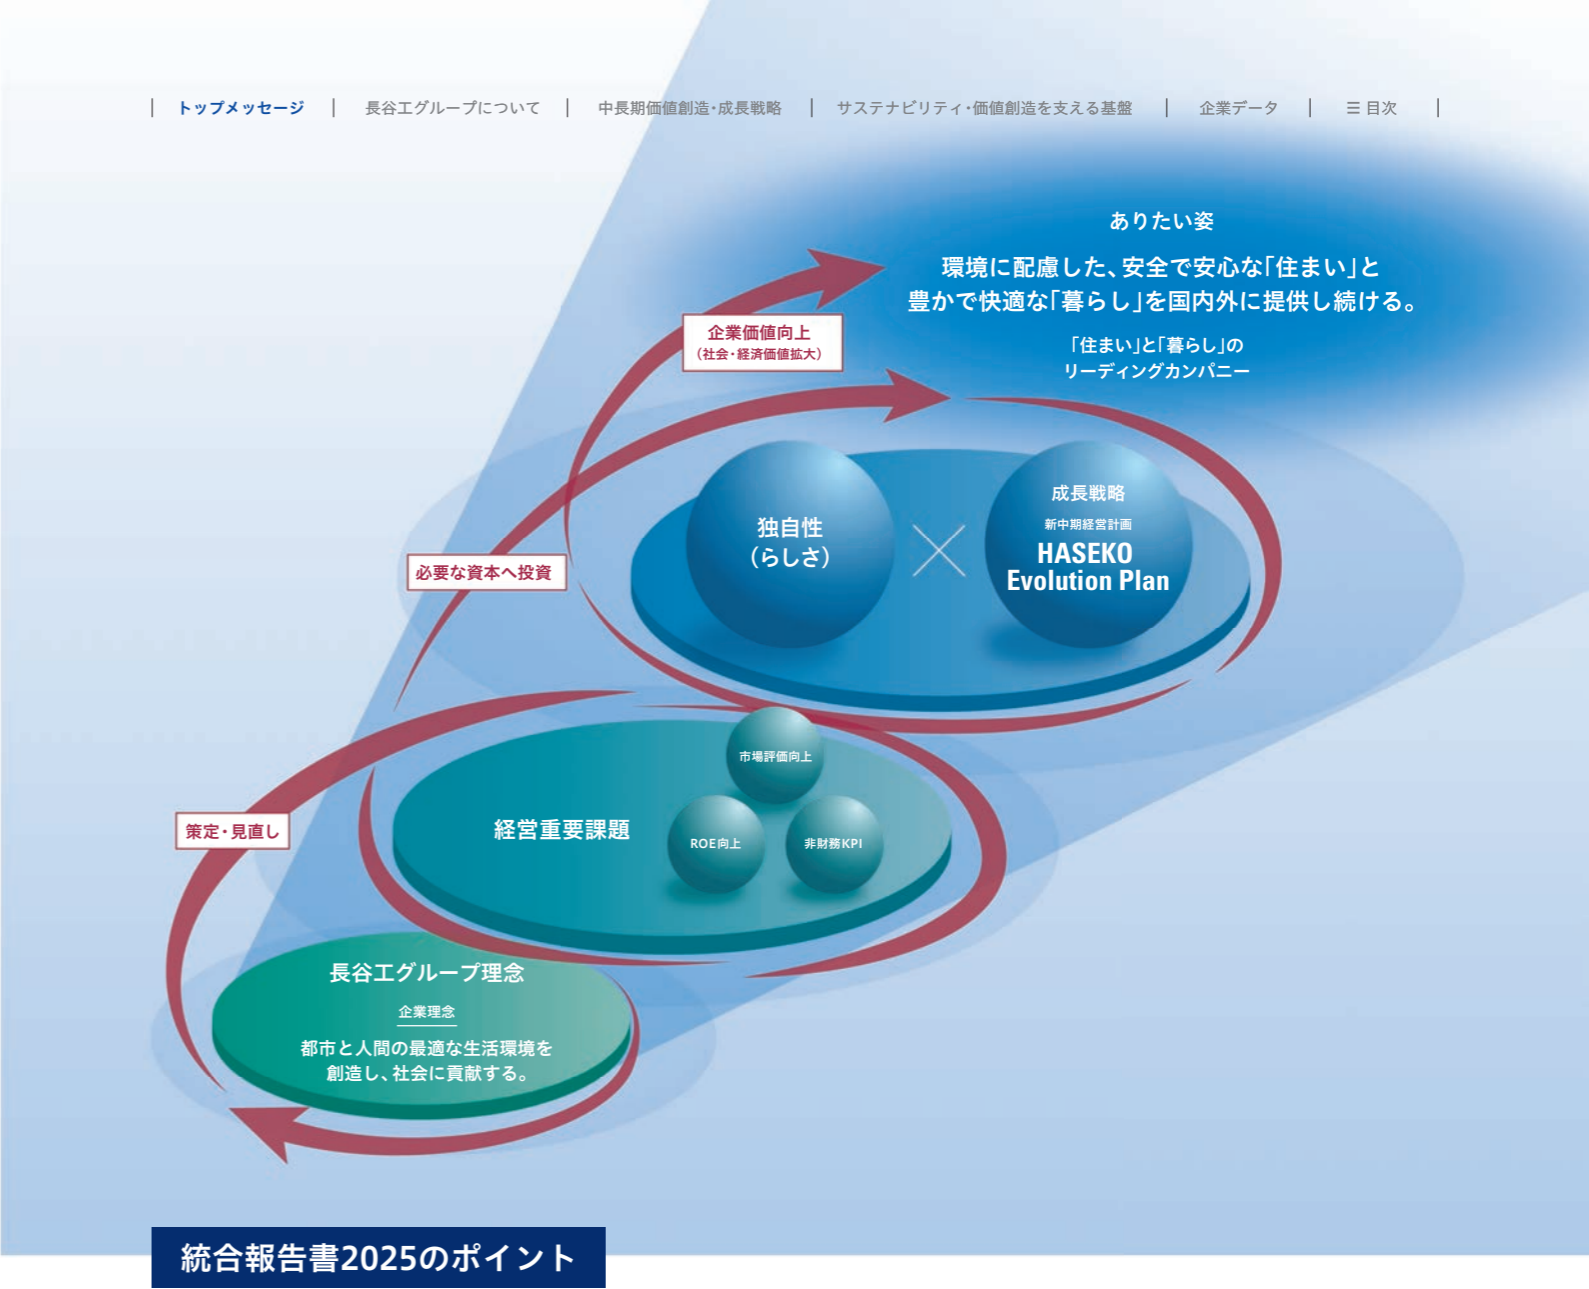 トップメッセージ
長谷工グループについて
中長期価値創造・成長戦略
サステナビリティ・価値創造を支える基盤
企業データ
三 目次
ありたい姿
環境に配慮した、安全で安心な「住まい」と
豊かで快適な「暮らし」を国内外に提供し続ける。
「住まい」と「暮らし」の
リーディングカンパニー
企業価値向上
（社会・経済価値拡大）
独自性
（らしさ）
成長戦略
新中期経営計画
HASEKO
Evolution Plan
必要な資本へ投資
市場評価向上
経営重要課題
ROE向上
非財務KPI
策定・見直し
長谷工グループ理念
企業理念
都市と人間の最適な生活環境を
創造し、社会に貢献する。
統合報告書2025のポイント